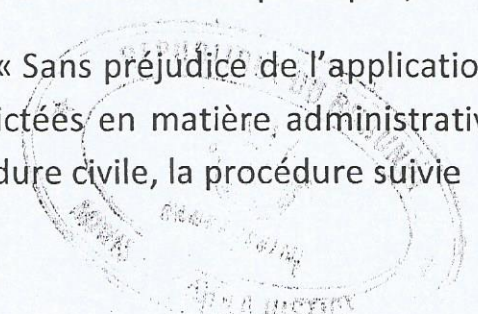 « Sans préjudice de l'applicatio
ictées en matière administrativ
dure civile, la procédure suivie